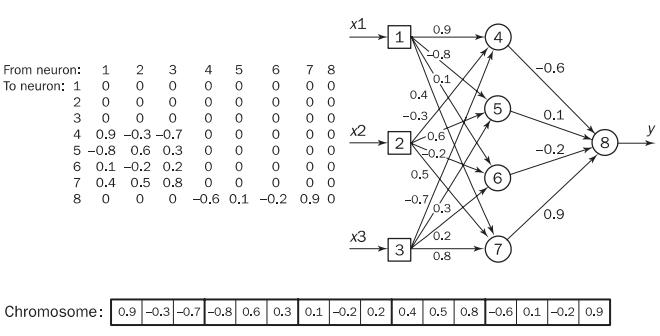 From neuron: 1 2 3 4 5 6 7 8
To neuron: 1 0 0 0 0 0 0 0 0
2 0 0 0 0 0 0 0 0
3 0 0 0 0 0 0 0 0
4 0.9 –0.3 –0.7 0 0 0 0 0
5 –0.8 0.6 0.3 0 0 0 0 0
6 0.1 –0.2 0.2 0 0 0 0 0
7 0.4 0.5 0.8 0 0 0 0 0
8 0 0 0 –0.6 0.1 –0.2 0.9 0
x1
1
0.9
–0.8
0.1
0.4
4
–0.6
x2
2
–0.3
0.6
–0.2
0.5
5
0.1
8
y
6
–0.2
x3
3
–0.7
0.3
0.2
0.8
7
0.9
Chromosome: 0.9 –0.3 –0.7 –0.8 0.6 0.3 0.1 –0.2 0.2 0.4 0.5 0.8 –0.6 0.1 –0.2 0.9